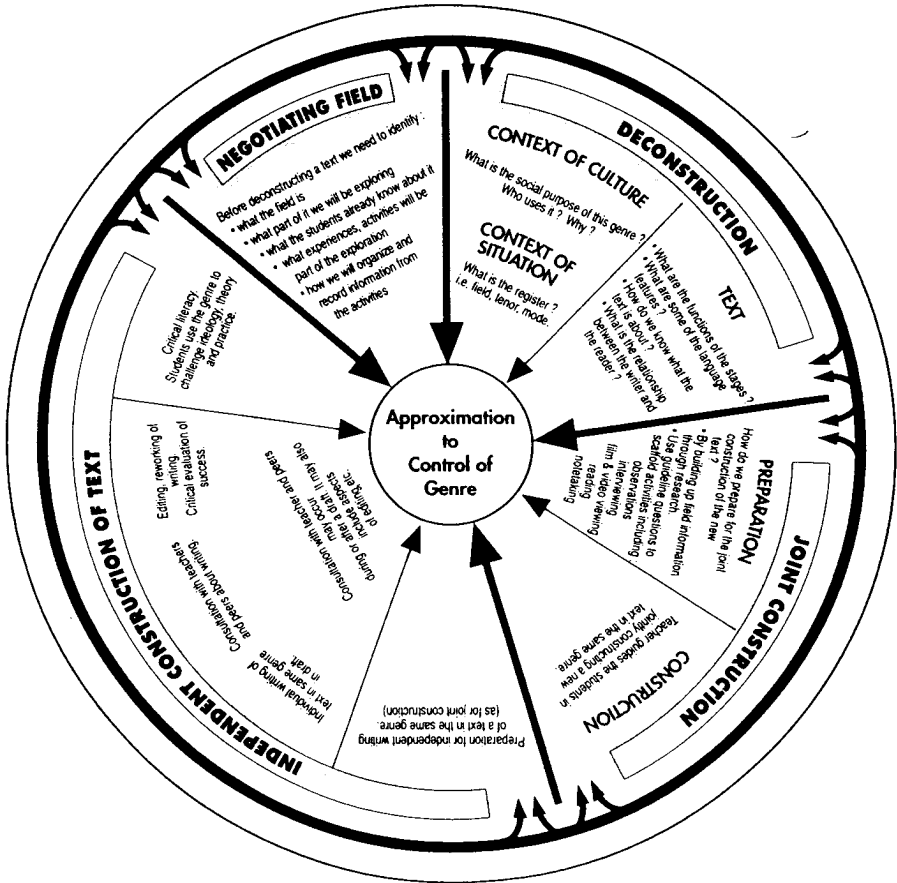 NEGOTIATING FIELD
Before deconstructing a text we need to identify :
• what the field is
• what part of it we will be exploring
• what the students already know about it
• what experiences, activities will be
part of the exploration
• how we will organize and
record information from
the activities
DECONSTRUCTION
CONTEXT OF CULTURE
What is the social purpose of this genre ?
Who uses it ? Why ?
CONTEXT OF
SITUATION
What is the register ?
i.e. field, tenor, mode.
TEXT
• What are the functions of the stages ?
• What are some of the language
features ?
• How do we know what the
text is about ?
• What is the relationship
between the writer and
the reader ?
JOINT CONSTRUCTION
PREPARATION
How do we prepare for the joint
construction of the new
text ?
• By building up field information
through research.
• Use guideline questions to
scaffold activities including :
observations
interviewing
film & video viewing
reading
notetaking
CONSTRUCTION
Teacher guides the students in
jointly constructing a new
text in the same genre.
INDEPENDENT CONSTRUCTION OF TEXT
Preparation for independent writing
of a text in the same genre.
(as for joint construction)
Individual writing of
text in same genre
in draft.
Consultation with teachers
and peers about writing.
Consultation with teacher and peers
may occur
during or after a draft. It may also
include aspects
of editing etc.
Editing, reworking of
writing.
Critical evaluation of
success.
Critical literacy.
Students use the genre to
challenge ideology, theory
and practice.
Approximation
to
Control of
Genre